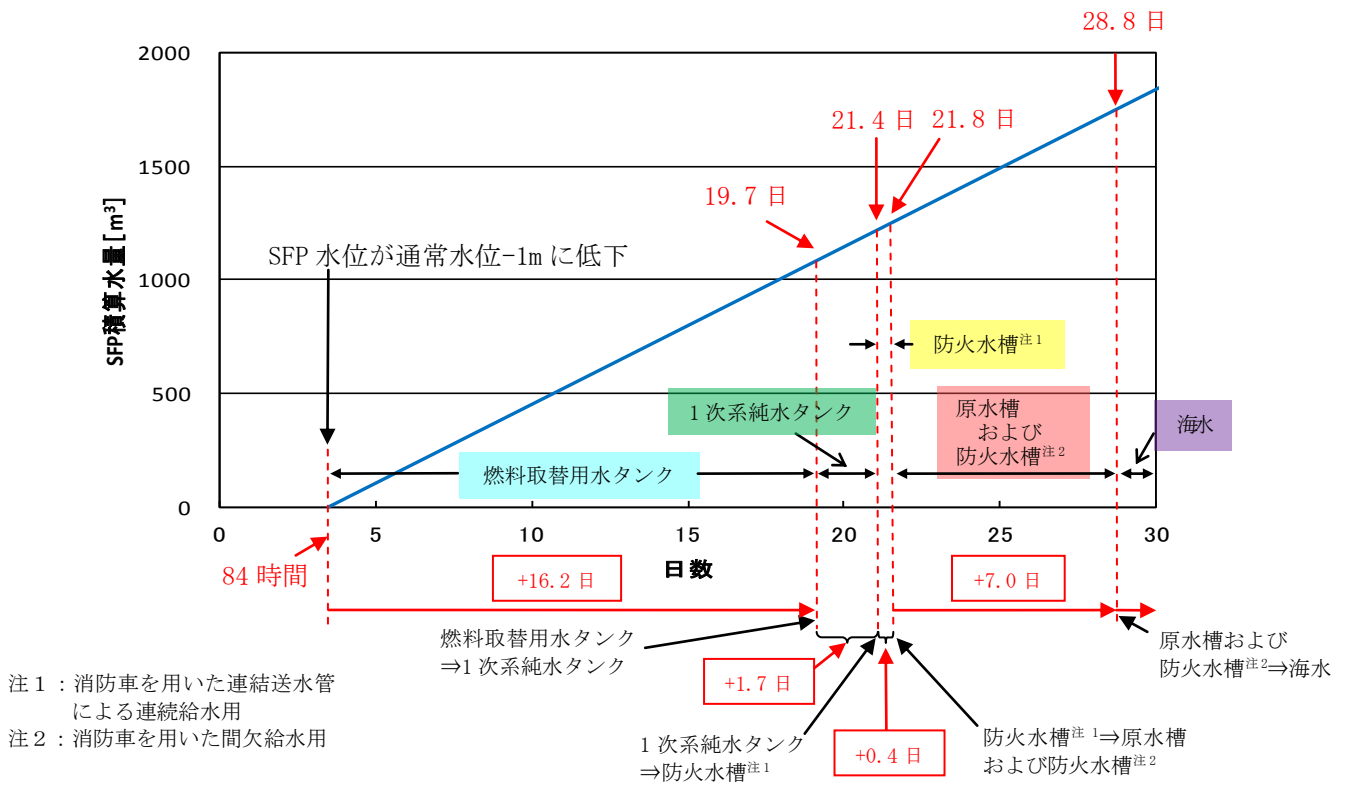 28.8 日
2000
1500
1000
500
0
SFP積算水量[m³]
21.4 日
21.8 日
19.7 日
SFP 水位が通常水位-1m に低下
防火水槽注1
1 次系純水タンク
原水槽
および
防火水槽注2
海水
燃料取替用水タンク
0
5
10
15
20
25
30
日数
84 時間
+16.2 日
+7.0 日
燃料取替用水タンク
⇒1 次系純水タンク
原水槽および
防火水槽注2⇒海水
+1.7 日
注１：消防車を用いた連結送水管
による連続給水用
注２：消防車を用いた間欠給水用
1 次系純水タンク
⇒防火水槽注1
+0.4 日
防火水槽注 1⇒原水槽
および防火水槽注2